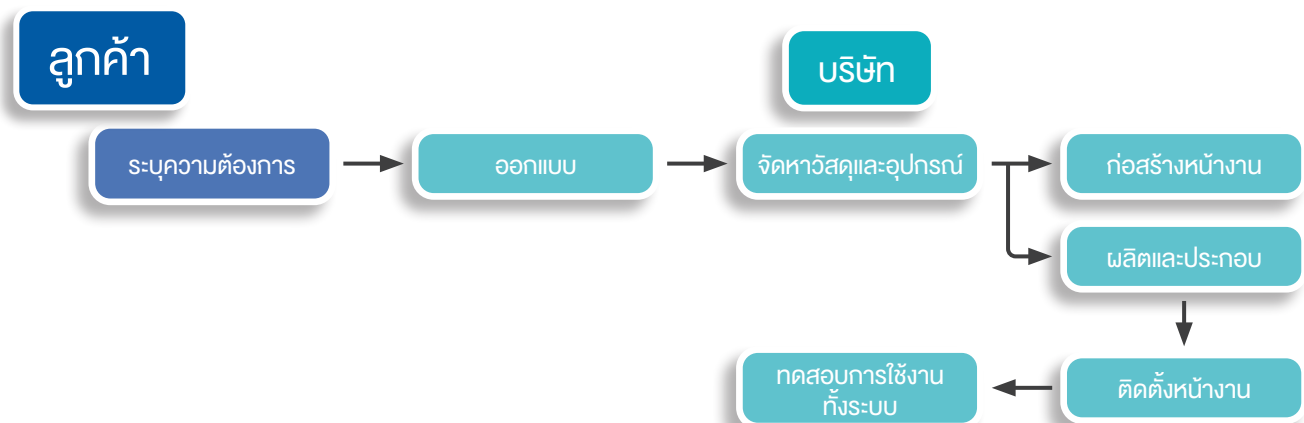 ลูกค้า
บริษัท
ระบุความต้องการ
ออกแบบ
จัดหาวัสดุและอุปกรณ์
ก่อสร้างหน้างาน
ผลิตและประกอบ
ติดตั้งหน้างาน
ทดสอบการใช้งาน
ทั้งระบบ